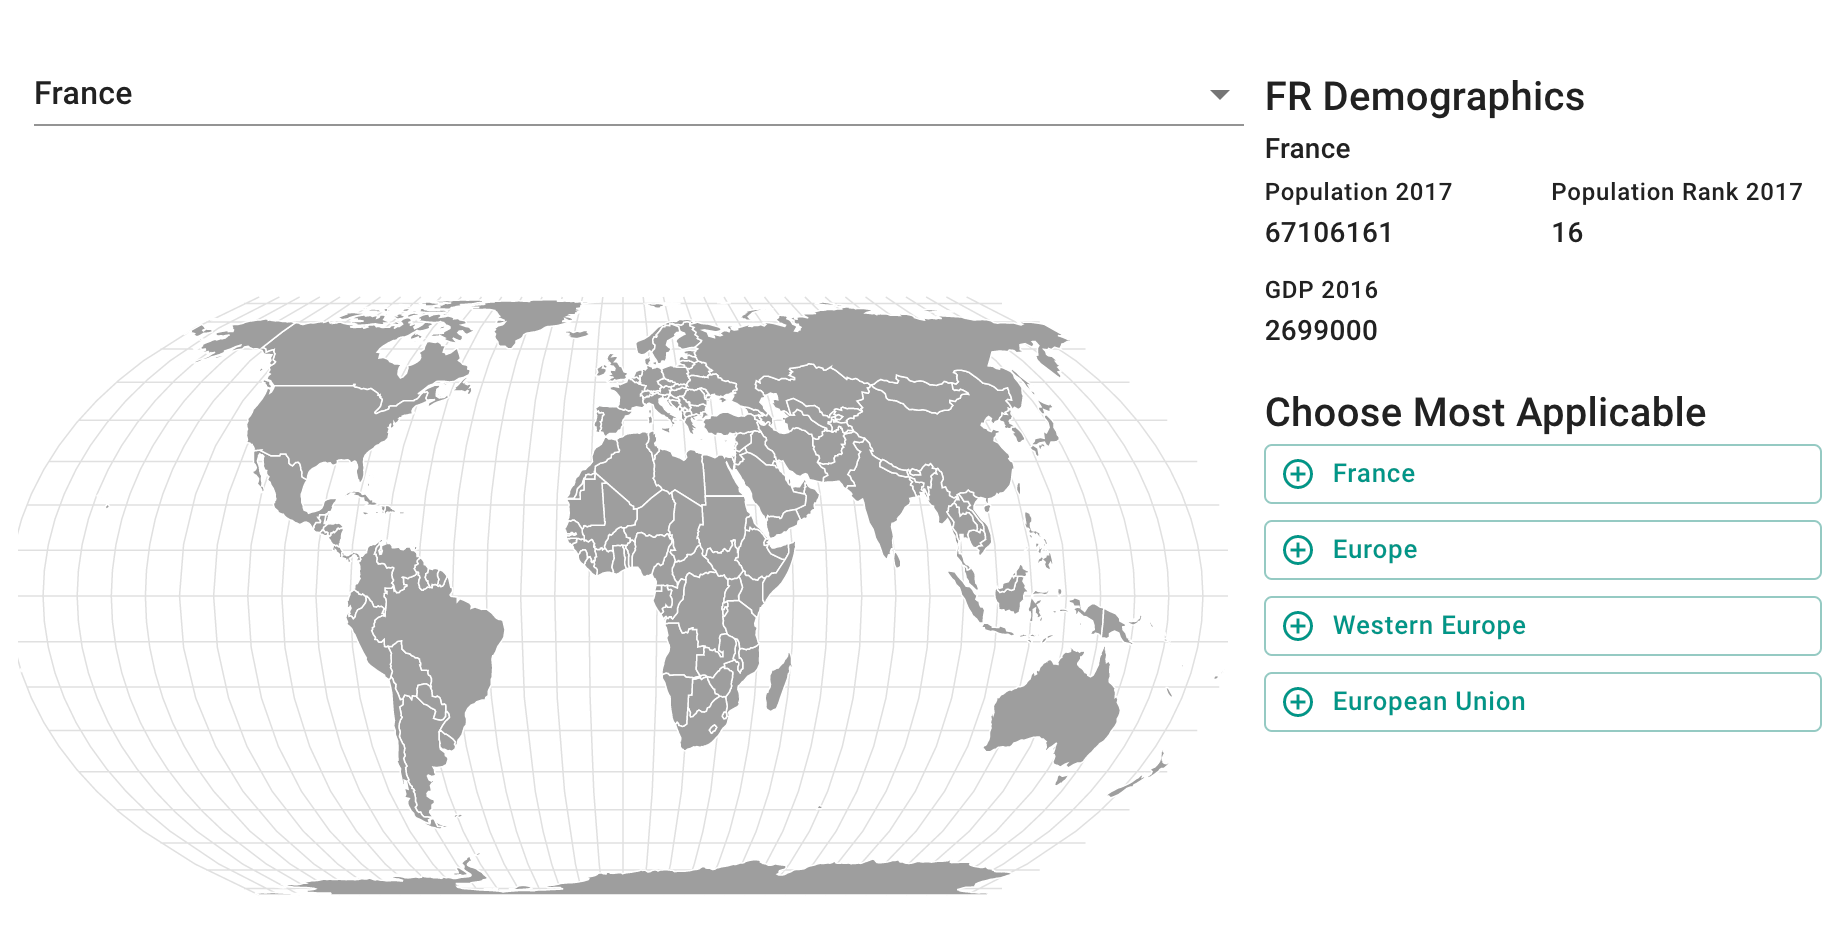 France
FR Demographics
France
Population 2017
67106161
Population Rank 2017
16
GDP 2016
2699000
Choose Most Applicable
France
Europe
Western Europe
European Union